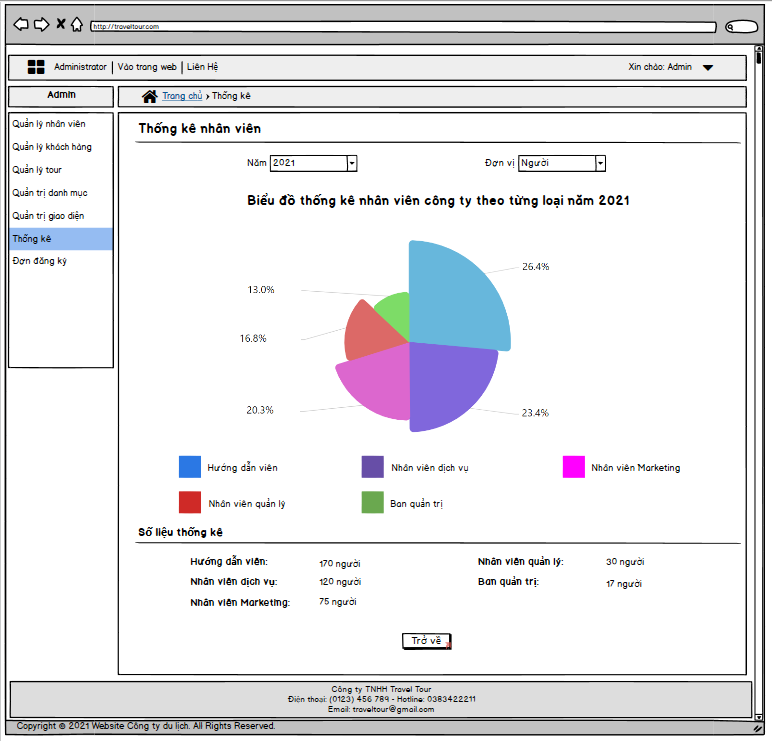 http://traveltour.com
Administrator | Vào trang web | Liên Hệ
Xin chào: Admin
Admin
Trang chủ › Thống kê
Quản lý nhân viên
Quản lý khách hàng
Quản lý tour
Quản trị danh mục
Quản trị giao diện
Thống kê
Đợn đăng ký
Thống kê nhân viên
Năm 2021
Đơn vị Người
Biểu đồ thống kê nhân viên công ty theo từng loại năm 2021
26.4%
13.0%
16.8%
20.3%
23.4%
Hướng dẫn viên
Nhân viên dịch vụ
Nhân viên Marketing
Nhân viên quản lý
Ban quản trị
Số liệu thống kê
Hướng dẫn viên: 170 người
Nhân viên quản lý: 30 người
Nhân viên dịch vụ: 120 người
Ban quản trị: 17 người
Nhân viên Marketing: 75 người
Trở về
Công ty TNHH Travel Tour
Điện thoại: (0123) 456 789 - Hotline: 0383422211
Email: traveltour@gmail.com
Copyright © 2021 Website Công ty du lịch. All Rights Reserved.